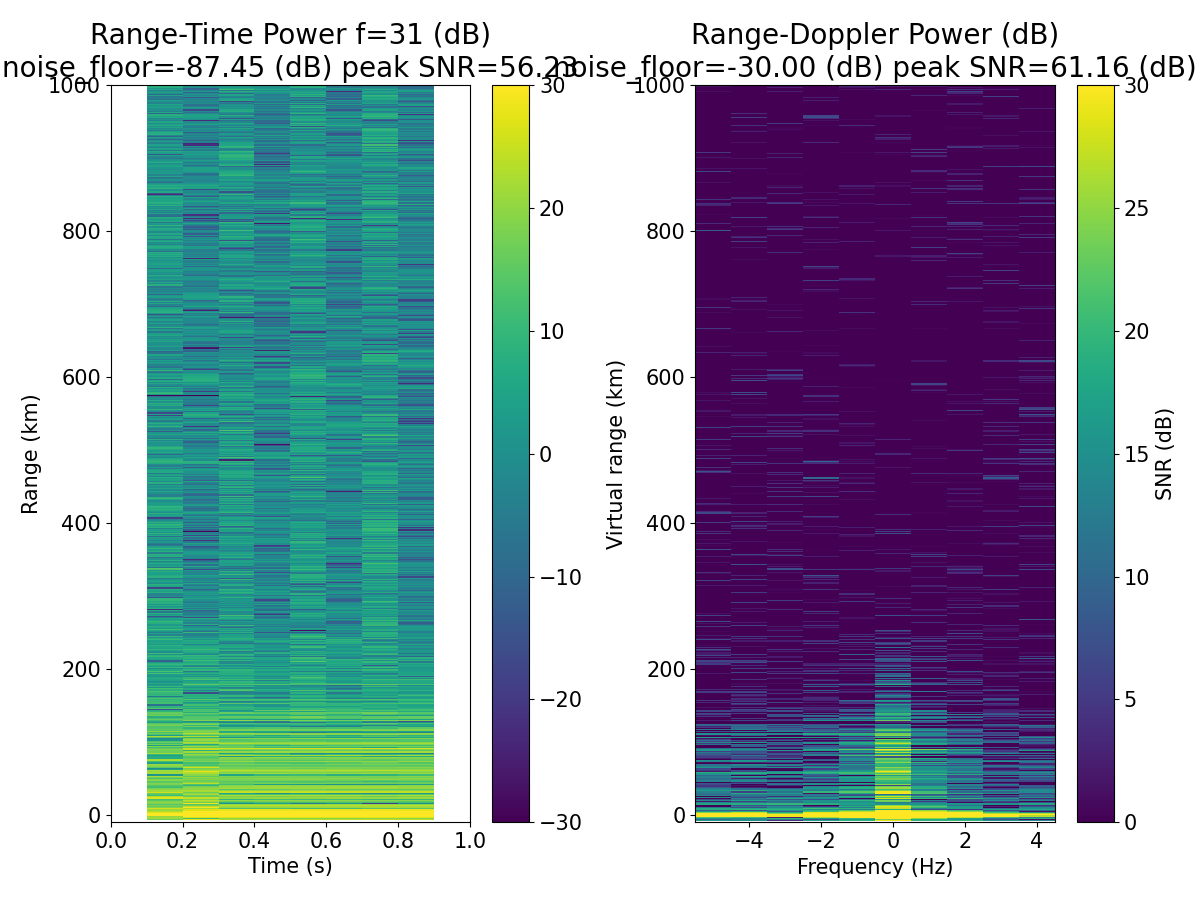 Range-Time Power f=31 (dB)
noise_floor=-87.45 (dB) peak SNR=56.23
Range-Doppler Power (dB)
noise_floor=-30.00 (dB) peak SNR=61.16 (dB)
1000
800
600
400
200
0
Range (km)
0.0 0.2 0.4 0.6 0.8 1.0
Time (s)
30
20
10
0
−10
−20
−30
1000
800
600
400
200
0
Virtual range (km)
−4 −2 0 2 4
Frequency (Hz)
30
25
20
15
10
5
0
SNR (dB)